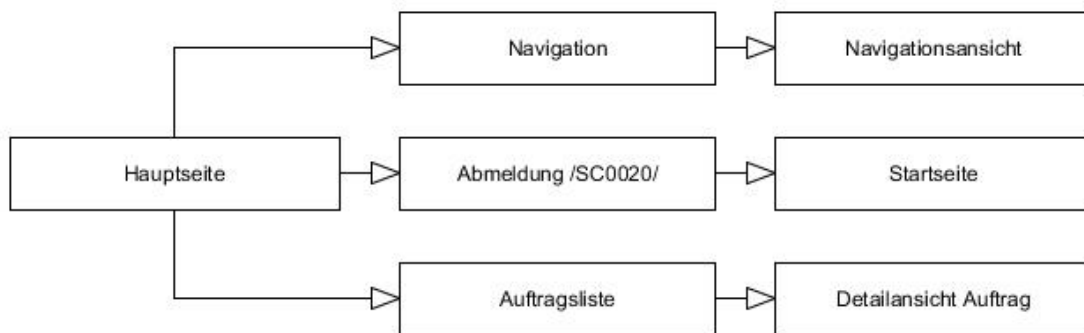 Navigation
Navigationsansicht
Hauptseite
Abmeldung /SC0020/
Startseite
Auftragsliste
Detailansicht Auftrag